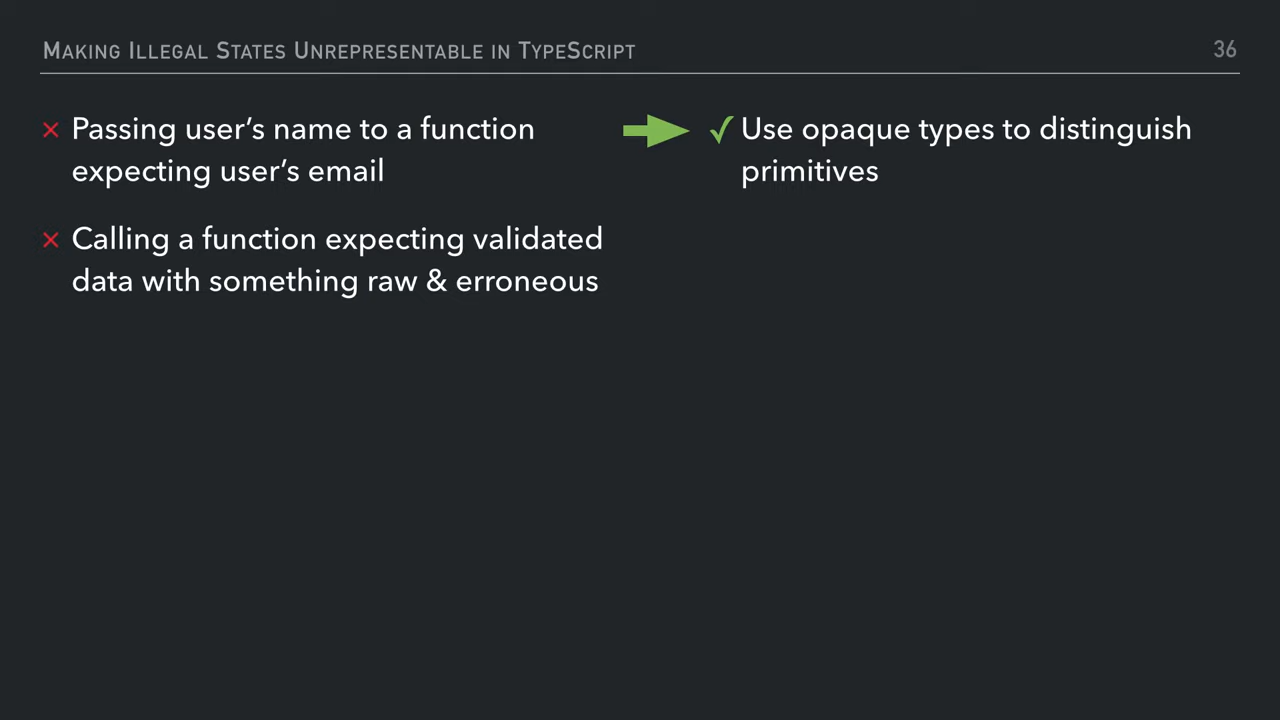 Making Illegal States Unrepresentable in TypeScript
36
× Passing user’s name to a function
expecting user’s email
✓ Use opaque types to distinguish
primitives
× Calling a function expecting validated
data with something raw & erroneous